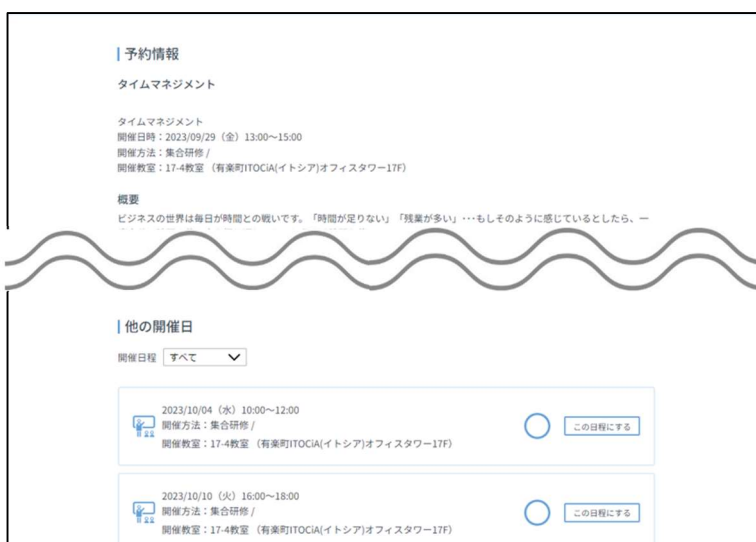 予約情報
タイムマネジメント
タイムマネジメント
開催日時：2023/09/29（金）13:00～15:00
開催方法：集合研修 /
開催教室：17-4教室 （有楽町ITOCiA(イトシア)オフィスタワー17F）
概要
ビジネスの世界は毎日が時間との戦いです。「時間が足りない」「残業が多い」･･･もしそのように感じているとしたら、一
他の開催日
開催日程 すべて
2023/10/04（水）10:00～12:00
開催方法：集合研修 /
開催教室：17-4教室 （有楽町ITOCiA(イトシア)オフィスタワー17F）
この日程にする
2023/10/10（火）16:00～18:00
開催方法：集合研修 /
開催教室：17-4教室 （有楽町ITOCiA(イトシア)オフィスタワー17F）
この日程にする